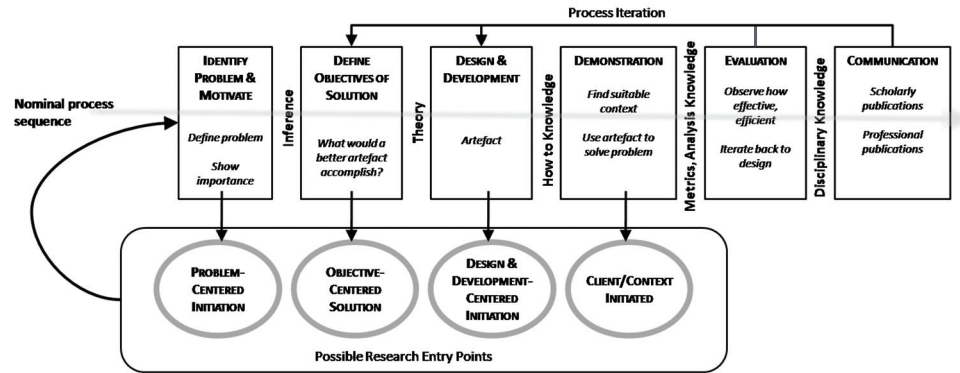 Process Iteration
Nominal process
sequence
IDENTIFY
PROBLEM &
MOTIVATE
Define problem
Show
importance
Inference
DEFINE
OBJECTIVES OF
SOLUTION
What would a
better artefact
accomplish?
Theory
DESIGN &
DEVELOPMENT
Artefact
How to Knowledge
DEMONSTRATION
Find suitable
context
Use artefact to
solve problem
Metrics, Analysis Knowledge
EVALUATION
Observe how
effective,
efficient
Iterate back to
design
Disciplinary Knowledge
COMMUNICATION
Scholarly
publications
Professional
publications
PROBLEM-
CENTERED
INITIATION
OBJECTIVE-
CENTERED
SOLUTION
DESIGN &
DEVELOPMENT-
CENTERED
INITIATION
CLIENT/CONTEXT
INITIATED
Possible Research Entry Points